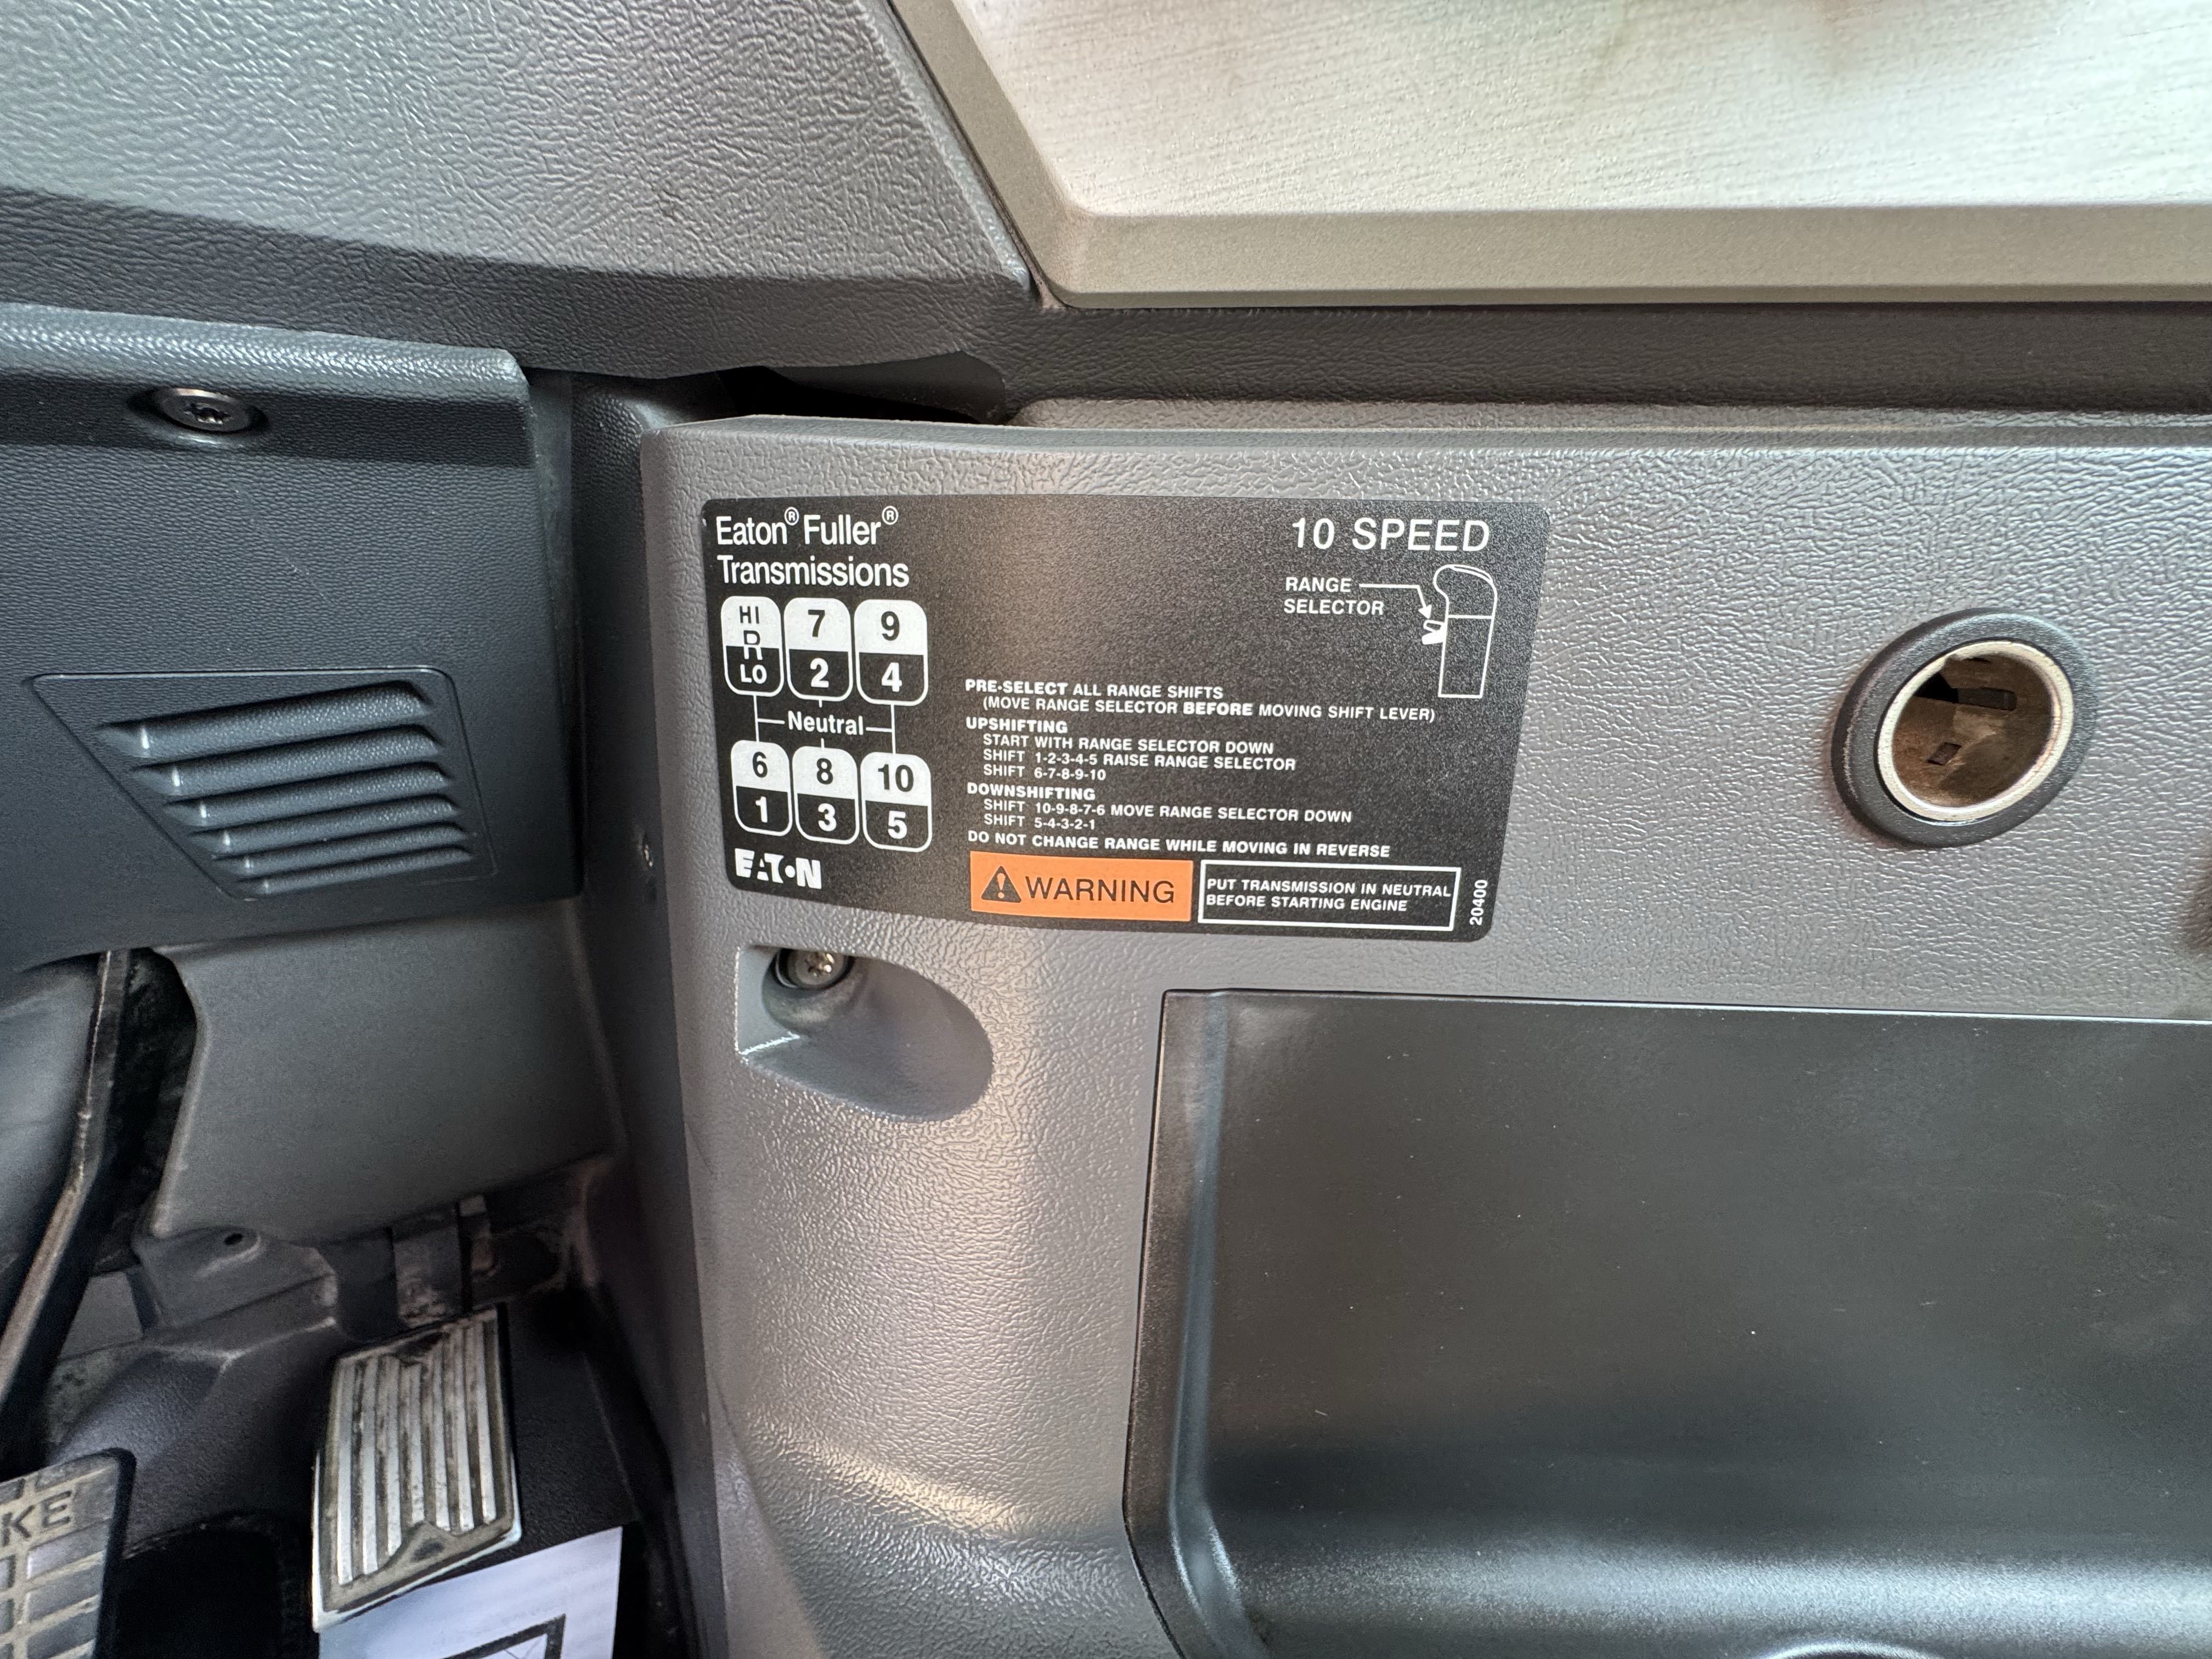 Eaton® Fuller®
Transmissions
10 SPEED
RANGE
SELECTOR
HI 7 9
R
LO 2 4
Neutral
6 8 10
1 3 5
EATON
PRE-SELECT ALL RANGE SHIFTS
(MOVE RANGE SELECTOR BEFORE MOVING SHIFT LEVER)
UPSHIFTING
START WITH RANGE SELECTOR DOWN
SHIFT 1-2-3-4-5 RAISE RANGE SELECTOR
SHIFT 6-7-8-9-10
DOWNSHIFTING
SHIFT 10-9-8-7-6 MOVE RANGE SELECTOR DOWN
SHIFT 5-4-3-2-1
DO NOT CHANGE RANGE WHILE MOVING IN REVERSE
WARNING
PUT TRANSMISSION IN NEUTRAL
BEFORE STARTING ENGINE
20400
KE